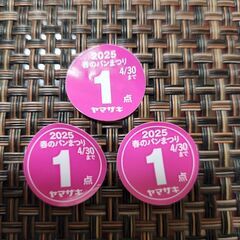 2025
春のパンまつり
1
点
4/30
まで
ヤマザキ
2025
春のパンまつり
1
点
4/30
まで
ヤマザキ
2025
春のパンまつり
1
点
4/30
まで
ヤマザキ